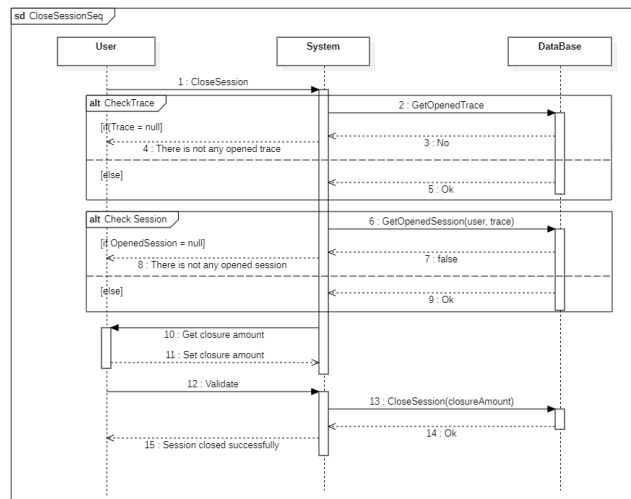 sd CloseSessionSeq
User
System
DataBase
1 : CloseSession
alt CheckTrace
2 : GetOpenedTrace
[if(Trace = null]
3 : No
4 : There is not any opened trace
[else]
5 : Ok
alt Check Session
6 : GetOpenedSession(user, trace)
[if OpenedSession = null]
7 : false
8 : There is not any opened session
[else]
9 : Ok
10 : Get closure amount
11 : Set closure amount
12 : Validate
13 : CloseSession(closureAmount)
14 : Ok
15 : Session closed successfully